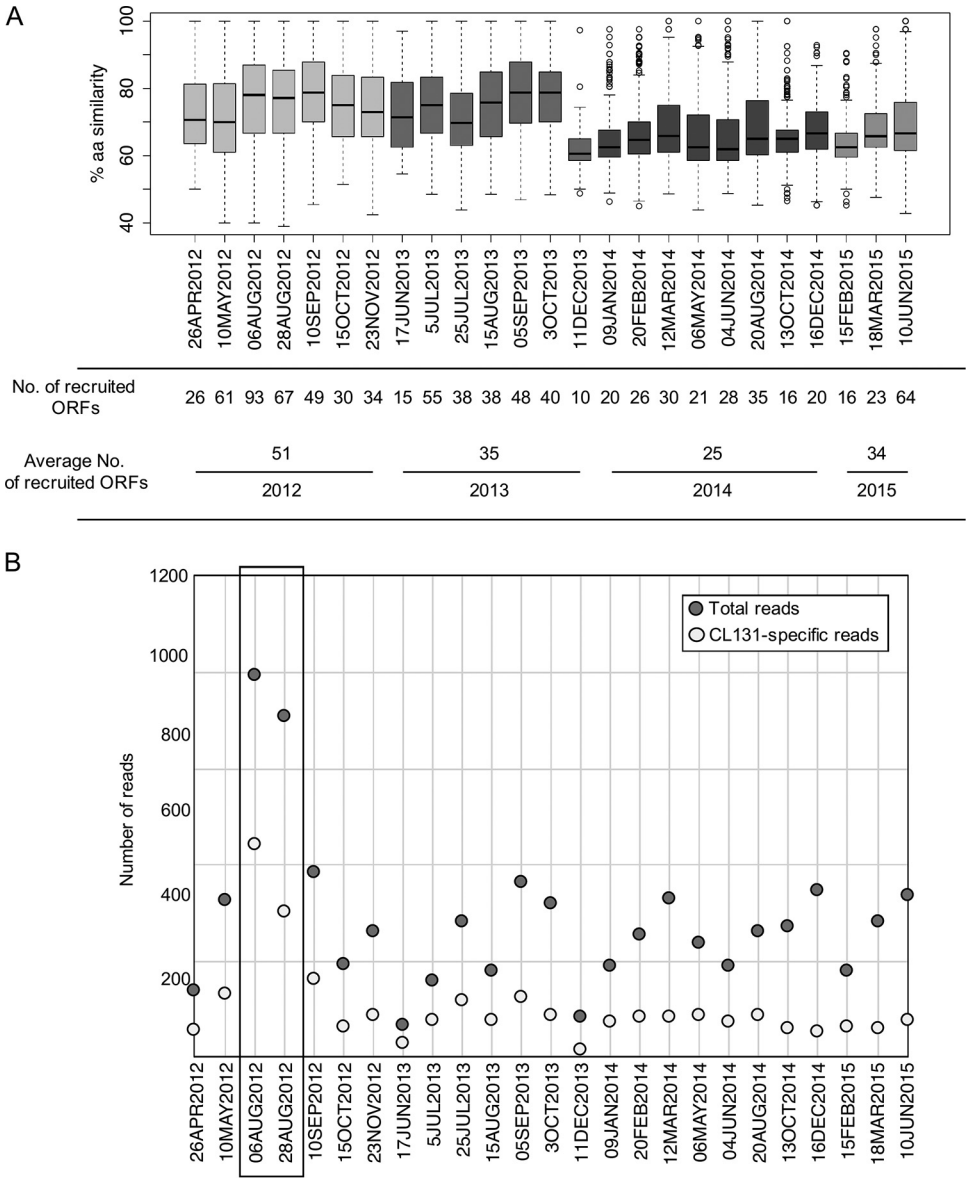 A
% aa similarity
100
80
60
40
26APR2012 10MAY2012 06AUG2012 28AUG2012 10SEP2012 15OCT2012 23NOV2012 17JUN2013 5JUL2013 25JUL2013 15AUG2013 05SEP2013 3OCT2013 11DEC2013 09JAN2014 20FEB2014 12MAR2014 06MAY2014 04JUN2014 20AUG2014 13OCT2014 16DEC2014 15FEB2015 18MAR2015 10JUN2015
No. of recruited
ORFs
26 61 93 67 49 30 34 15 55 38 38 48 40 10 20 26 30 21 28 35 16 20 16 23 64
Average No.
of recruited ORFs
51 35 25 34
2012 2013 2014 2015
B
Number of reads
1200
1000
800
600
400
200
Total reads
CL131-specific reads
26APR2012 10MAY2012 06AUG2012 28AUG2012 10SEP2012 15OCT2012 23NOV2012 17JUN2013 5JUL2013 25JUL2013 15AUG2013 05SEP2013 3OCT2013 11DEC2013 09JAN2014 20FEB2014 12MAR2014 06MAY2014 04JUN2014 20AUG2014 13OCT2014 16DEC2014 15FEB2015 18MAR2015 10JUN2015